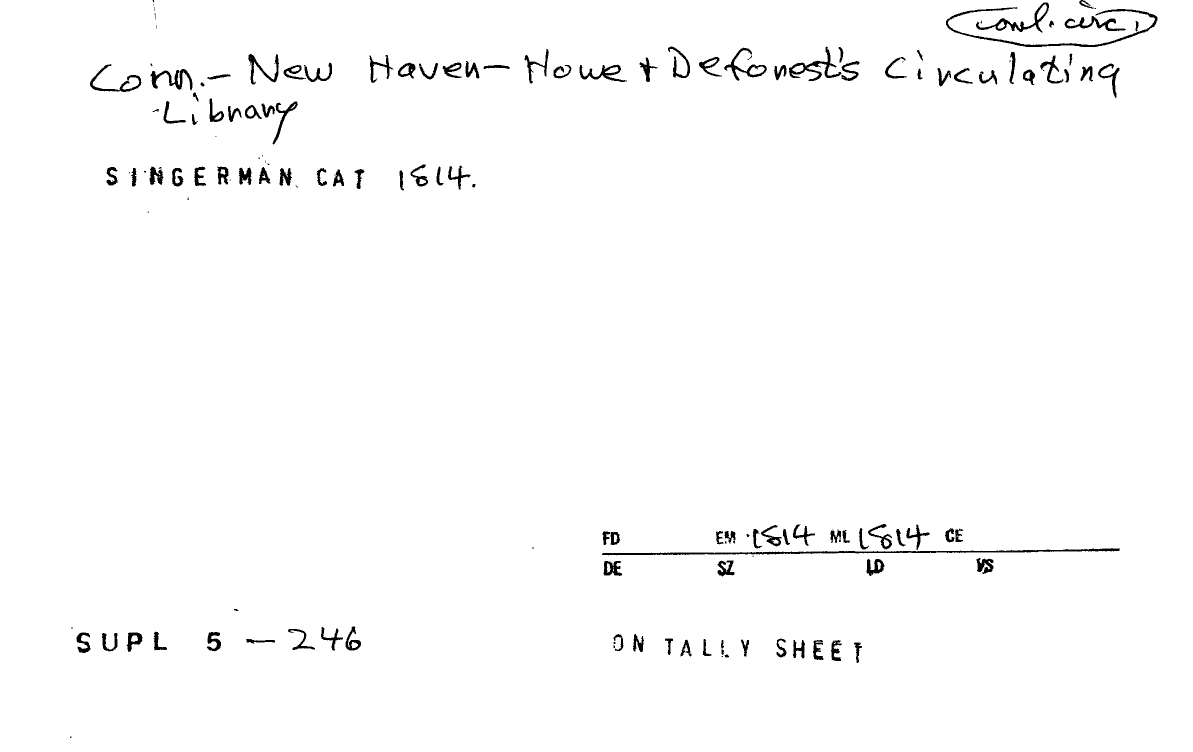 coml. circ
Conn.- New Haven- Howe + Deforest's Circulating
Library
SINGERMAN CAT 1814.
FD EM 1814 ML 1814 CE
DE SZ LD VS
SUPL 5 - 246
ON TALLY SHEET